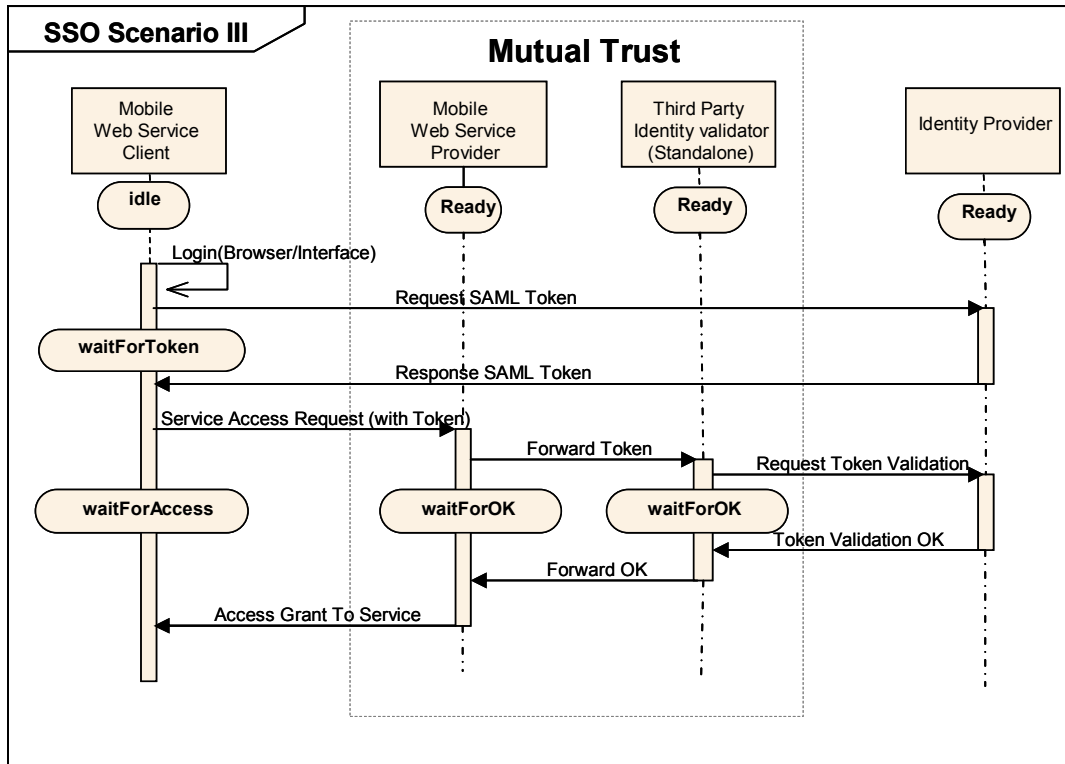 SSO Scenario III
Mutual Trust
Mobile
Web Service
Client
Mobile
Web Service
Provider
Third Party
Identity validator
(Standalone)
Identity Provider
idle
Ready
Ready
Ready
Login(Browser/Interface)
Request SAML Token
waitForToken
Response SAML Token
Service Access Request (with Token)
Forward Token
Request Token Validation
waitForAccess
waitForOK
waitForOK
Token Validation OK
Forward OK
Access Grant To Service